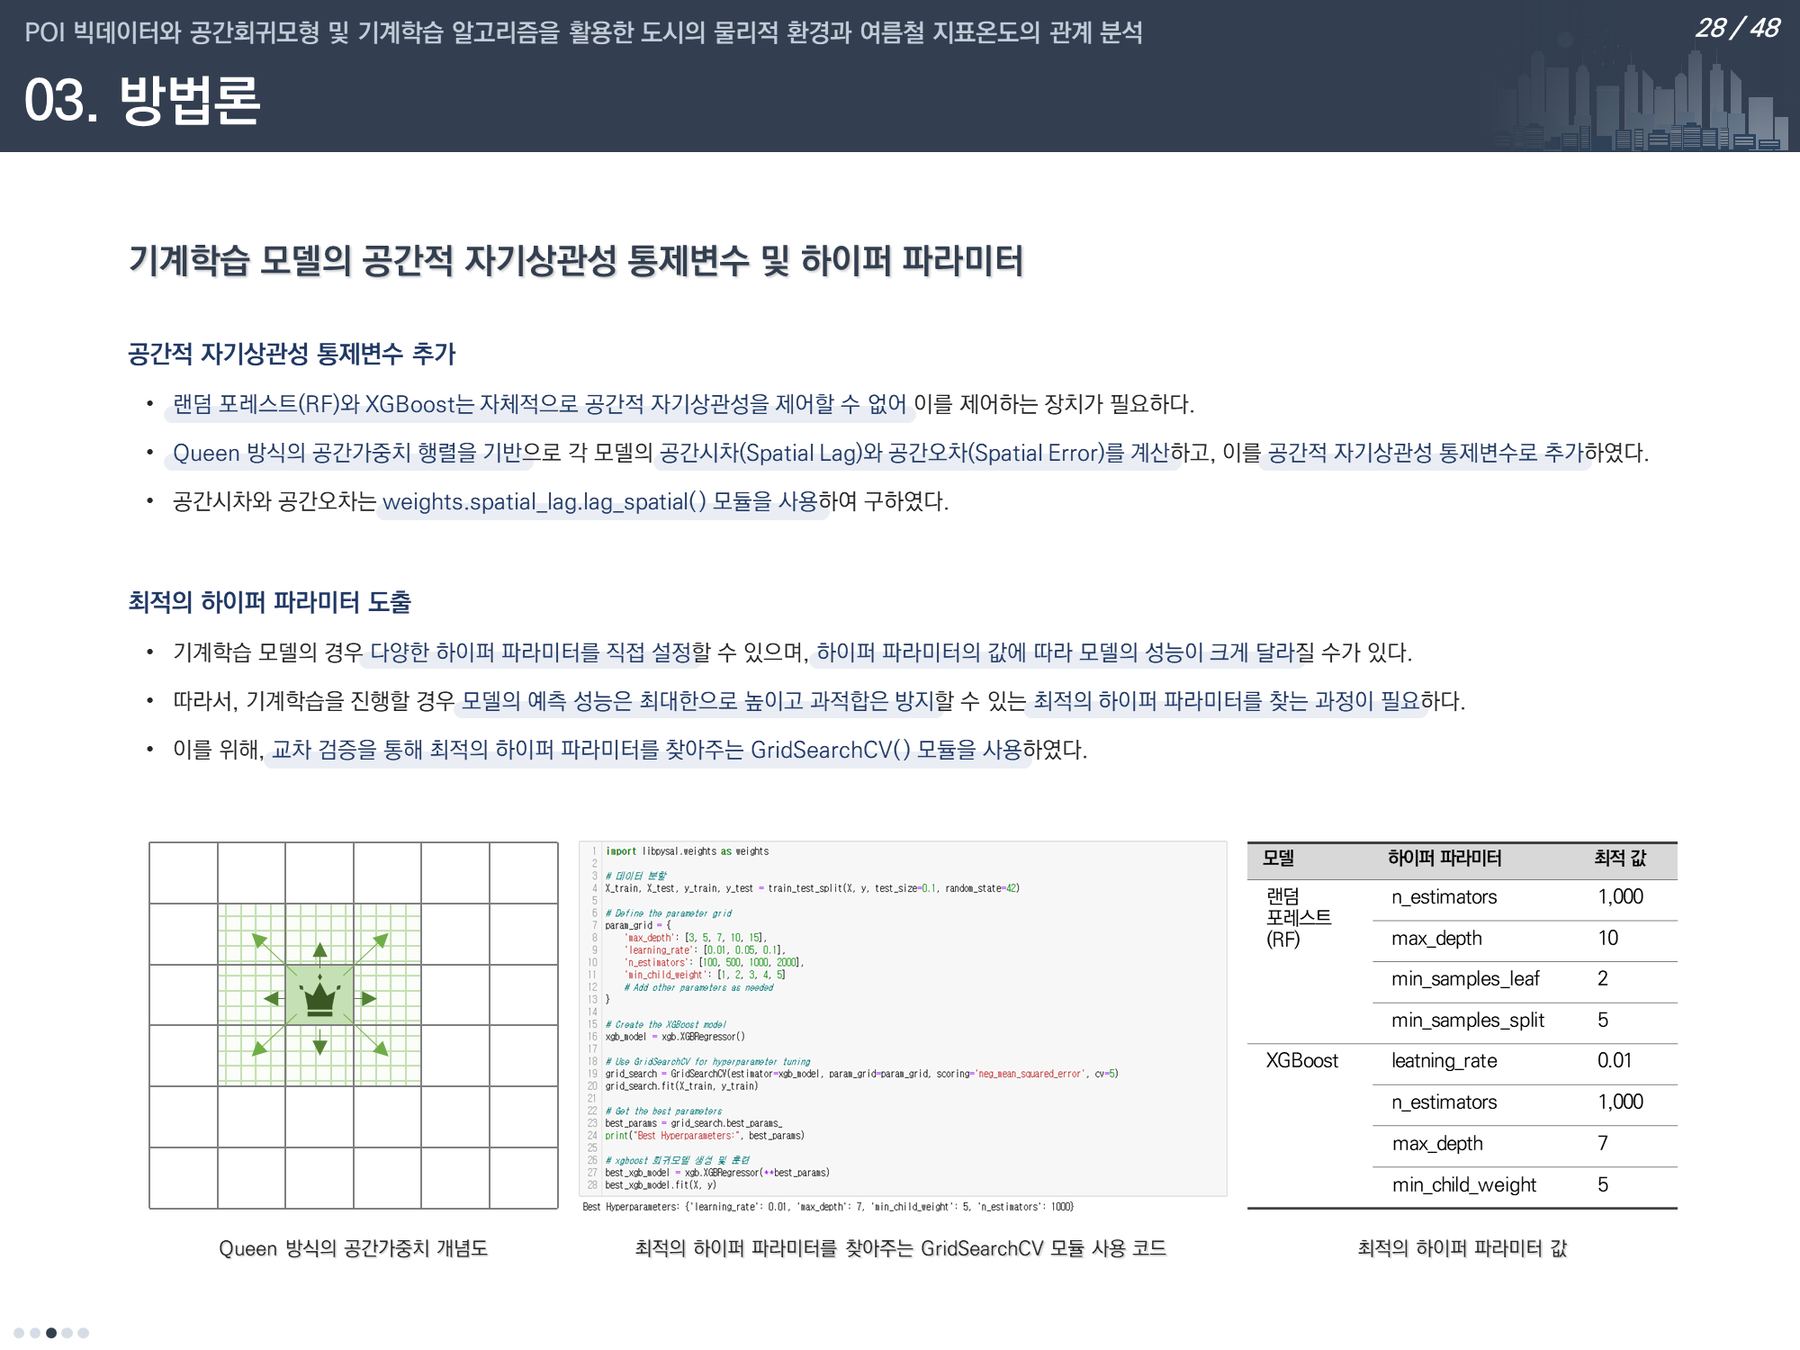 POI 빅데이터와 공간회귀모형 및 기계학습 알고리즘을 활용한 도시의 물리적 환경과 여름철 지표온도의 관계 분석
28 / 48
03. 방법론
기계학습 모델의 공간적 자기상관성 통제변수 및 하이퍼 파라미터
공간적 자기상관성 통제변수 추가
• 랜덤 포레스트(RF)와 XGBoost는 자체적으로 공간적 자기상관성을 제어할 수 없어 이를 제어하는 장치가 필요하다.
• Queen 방식의 공간가중치 행렬을 기반으로 각 모델의 공간시차(Spatial Lag)와 공간오차(Spatial Error)를 계산하고, 이를 공간적 자기상관성 통제변수로 추가하였다.
• 공간시차와 공간오차는 weights.spatial_lag.lag_spatial() 모듈을 사용하여 구하였다.
최적의 하이퍼 파라미터 도출
• 기계학습 모델의 경우 다양한 하이퍼 파라미터를 직접 설정할 수 있으며, 하이퍼 파라미터의 값에 따라 모델의 성능이 크게 달라질 수가 있다.
• 따라서, 기계학습을 진행할 경우 모델의 예측 성능은 최대한으로 높이고 과적합은 방지할 수 있는 최적의 하이퍼 파라미터를 찾는 과정이 필요하다.
• 이를 위해, 교차 검증을 통해 최적의 하이퍼 파라미터를 찾아주는 GridSearchCV() 모듈을 사용하였다.
Queen 방식의 공간가중치 개념도
1 import libpysal.weights as weights
2
3 # 데이터 분할
4 X_train, X_test, y_train, y_test = train_test_split(X, y, test_size=0.1, random_state=42)
5
6 # Define the parameter grid
7 param_grid = {
8 'max_depth': [3, 5, 7, 10, 15],
9 'learning_rate': [0.01, 0.05, 0.1],
10 'n_estimators': [100, 500, 1000, 2000],
11 'min_child_weight': [1, 2, 3, 4, 5]
12 # Add other parameters as needed
13 }
14
15 # Create the XGBoost model
16 xgb_model = xgb.XGBRegressor()
17
18 # Use GridSearchCV for hyperparameter tuning
19 grid_search = GridSearchCV(estimator=xgb_model, param_grid=param_grid, scoring='neg_mean_squared_error', cv=5)
20 grid_search.fit(X_train, y_train)
21
22 # Get the best parameters
23 best_params = grid_search.best_params_
24 print("Best Hyperparameters:", best_params)
25
26 # xgboost 회귀모델 생성 및 훈련
27 best_xgb_model = xgb.XGBRegressor(**best_params)
28 best_xgb_model.fit(X, y)
Best Hyperparameters: {'learning_rate': 0.01, 'max_depth': 7, 'min_child_weight': 5, 'n_estimators': 1000}
최적의 하이퍼 파라미터를 찾아주는 GridSearchCV 모듈 사용 코드
모델 하이퍼 파라미터 최적 값
랜덤 포레스트 (RF) n_estimators 1,000
max_depth 10
min_samples_leaf 2
min_samples_split 5
XGBoost leatning_rate 0.01
n_estimators 1,000
max_depth 7
min_child_weight 5
최적의 하이퍼 파라미터 값